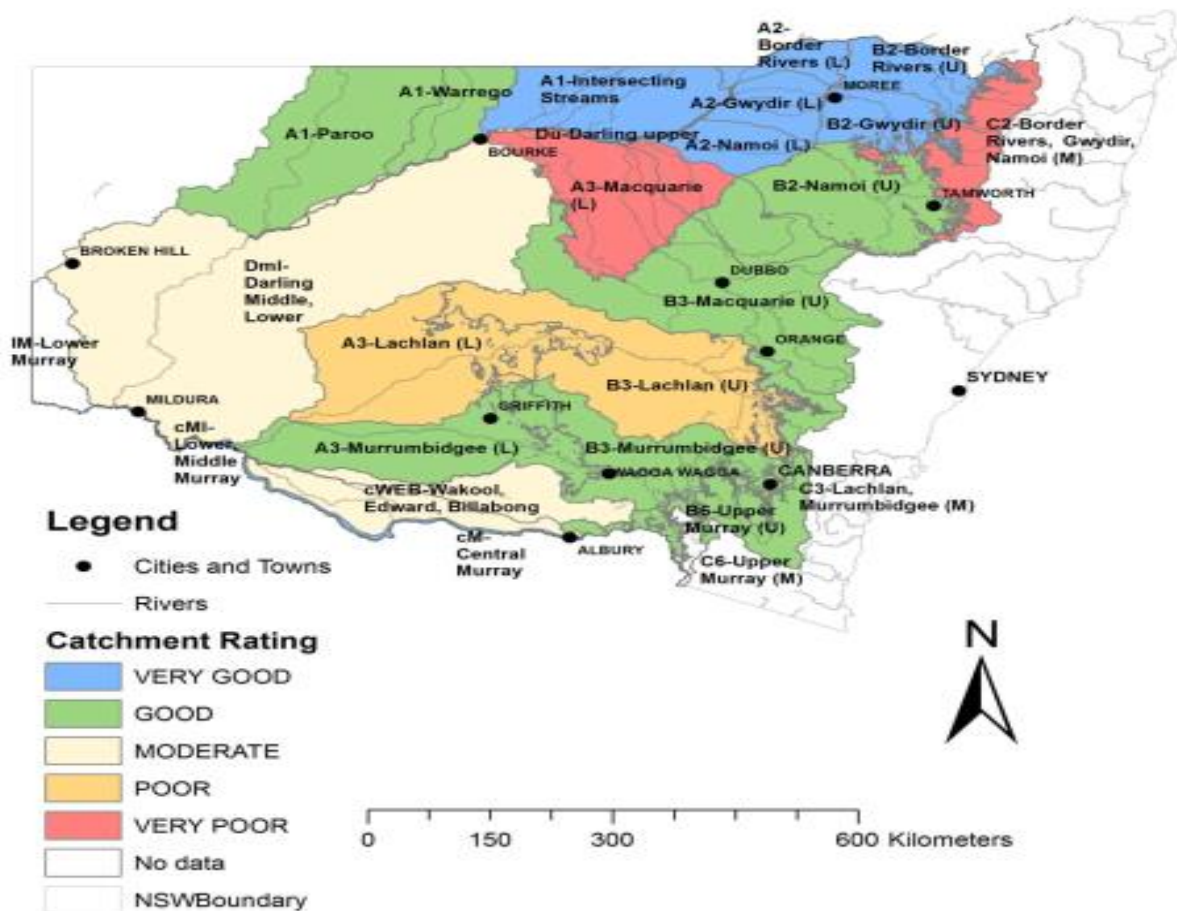 A2-
Border
Rivers (L)
B2-Border
Rivers (U)
A1-Intersecting
Streams
A1-Warrego
MOREE
A2-Gwydir (L)
A1-Paroo
B2-Gwydir (U)
C2-Border
Rivers, Gwydir,
Namoi (M)
Du-Darling upper
A2-Namoi (L)
BOURKE
A3-Macquarie
(L)
B2-Namoi (U)
TAMWORTH
BROKEN HILL
Dml-
Darling
Middle,
Lower
DUBBO
B3-Macquarie (U)
IM-Lower
Murray
A3-Lachlan (L)
ORANGE
SYDNEY
B3-Lachlan (U)
MILDURA
GRIFFITH
cMl-
Lower
Middle
Murray
A3-Murrumbidgee (L)
B3-Murrumbidgee (U)
WAGGA WAGGA
CANBERRA
C3-Lachlan,
Murrumbidgee (M)
cWEB-Wakool,
Edward, Billabong
B6-Upper
Murray (U)
cM-
Central
Murray
ALBURY
C6-Upper
Murray (M)
Legend
Cities and Towns
Rivers
Catchment Rating
VERY GOOD
GOOD
MODERATE
POOR
VERY POOR
No data
NSWBoundary
N
0 150 300 600 Kilometers